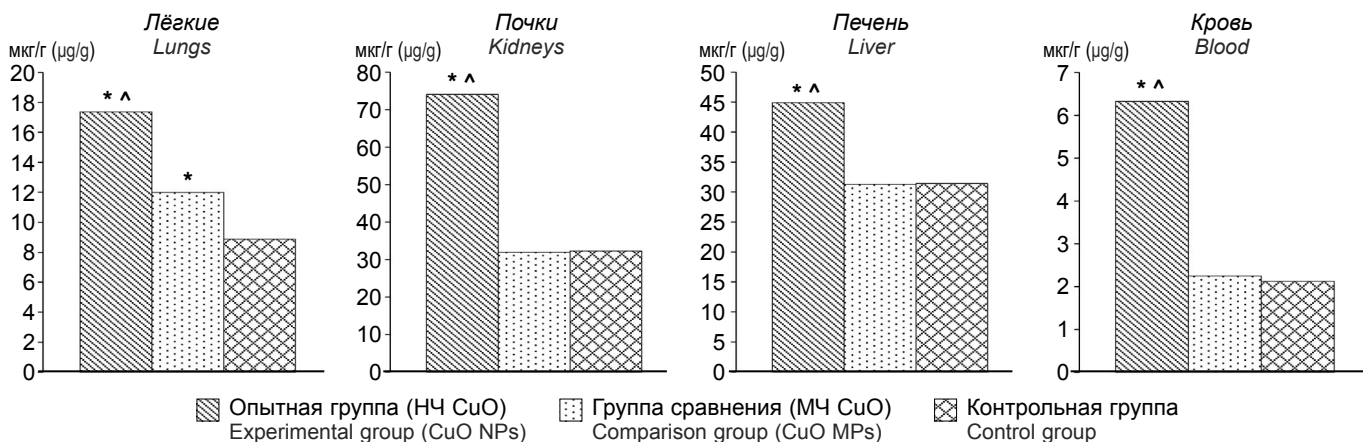 Лёгкие
Lungs
мкг/г (µg/g)
20
18
16
14
12
10
8
6
4
2
0
* ^
*
Почки
Kidneys
мкг/г (µg/g)
80
70
60
50
40
30
20
10
0
* ^
Печень
Liver
мкг/г (µg/g)
50
45
40
35
30
25
20
15
10
5
0
* ^
Кровь
Blood
мкг/г (µg/g)
7
6
5
4
3
2
1
0
* ^
Опытная группа (НЧ CuO)
Experimental group (CuO NPs)
Группа сравнения (МЧ CuO)
Comparison group (CuO MPs)
Контрольная группа
Control group